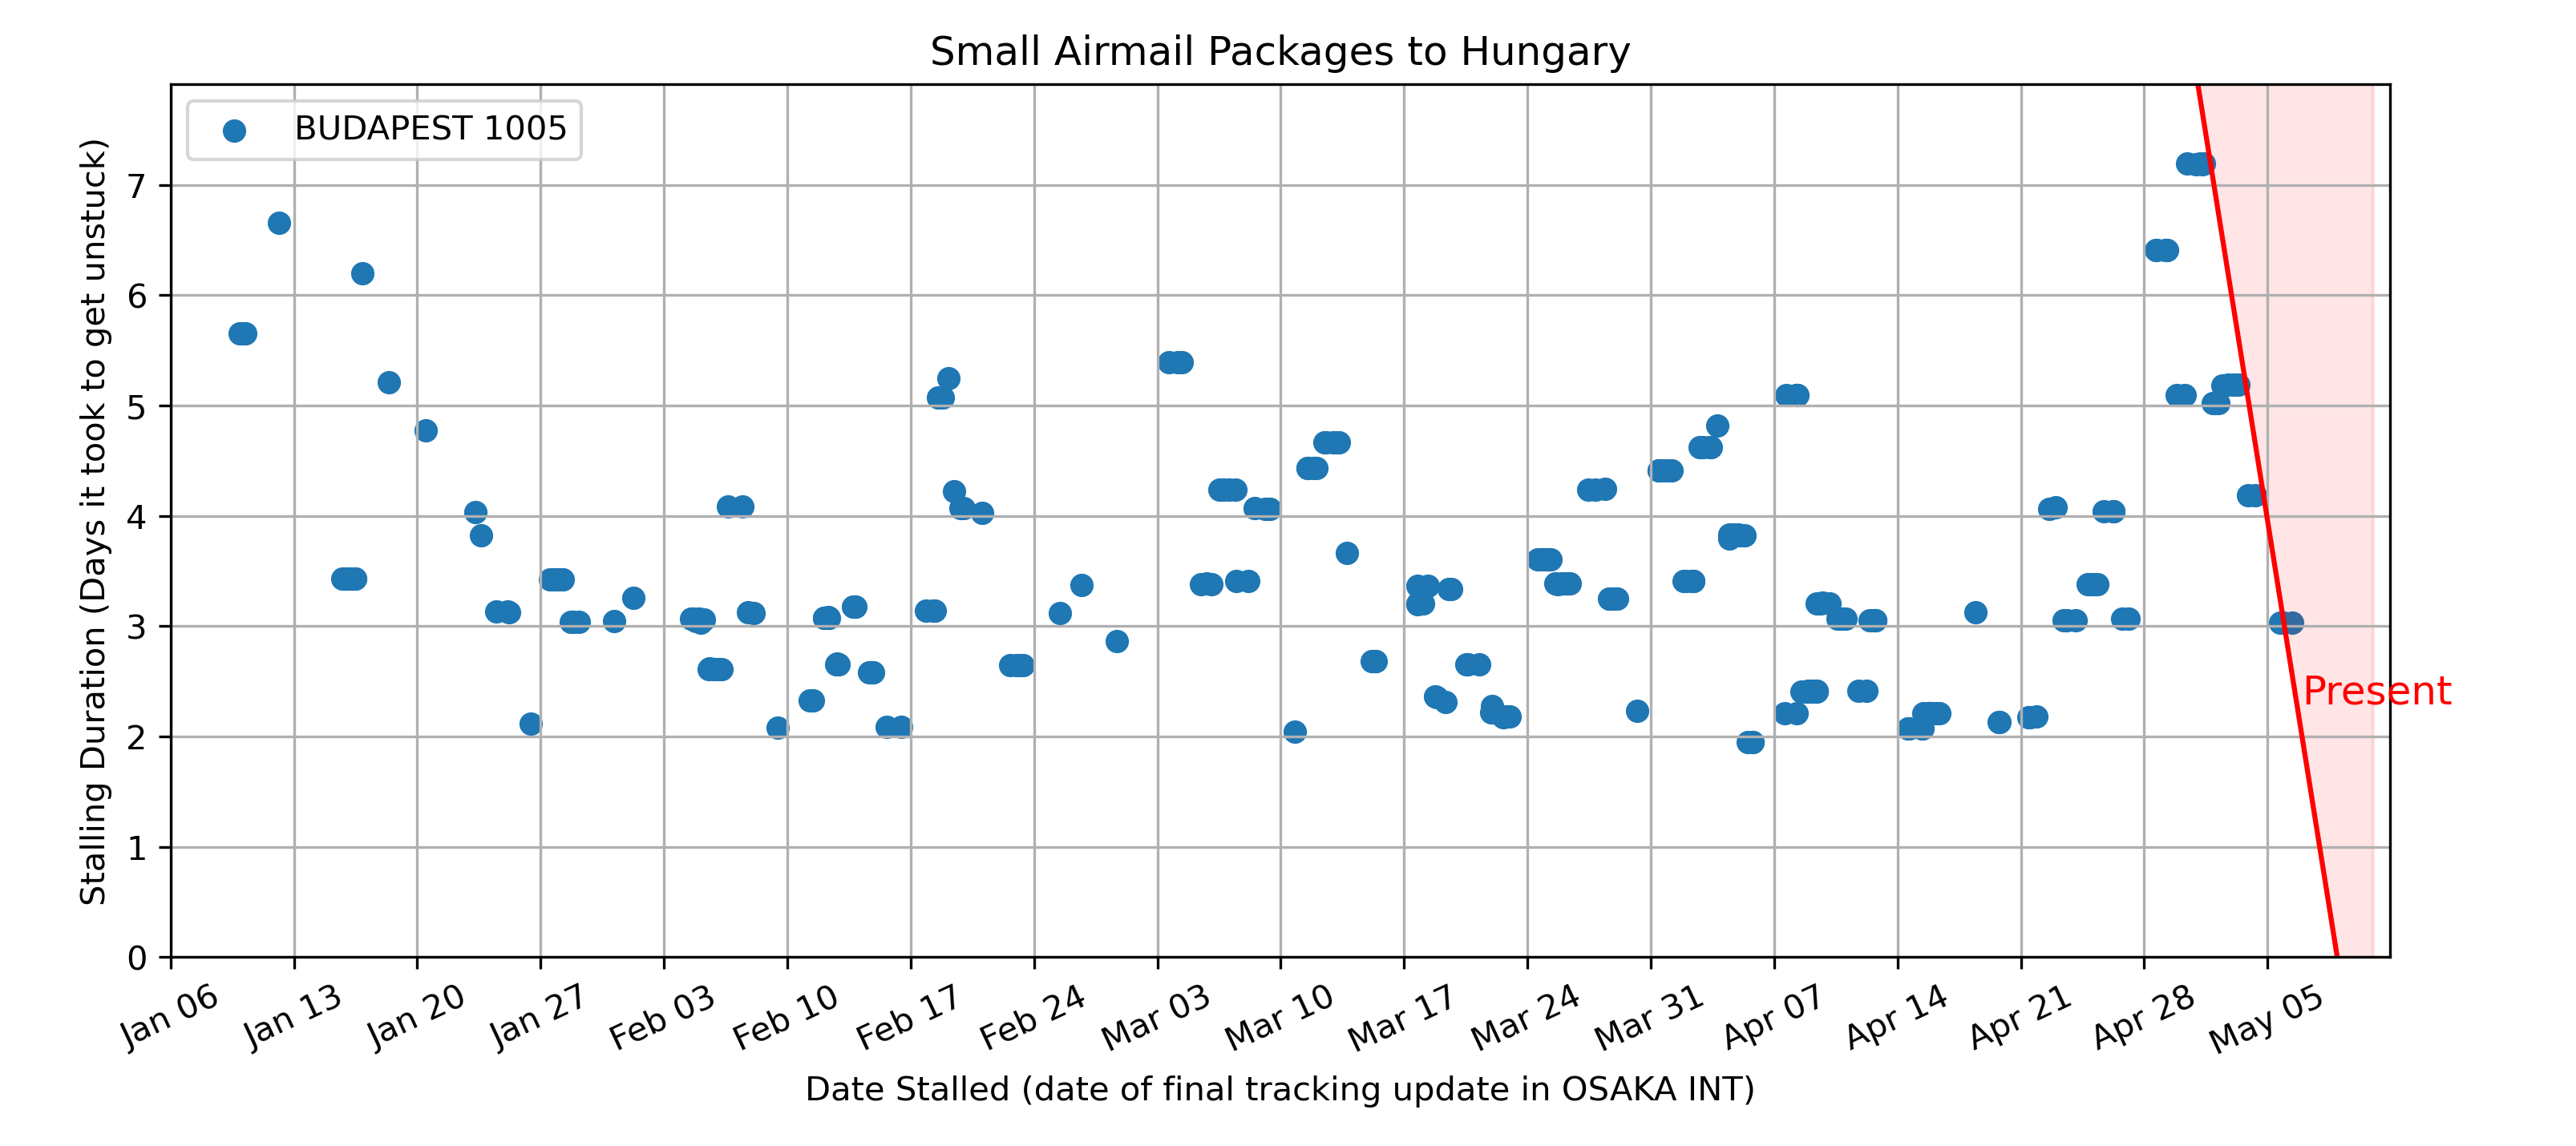 Small Airmail Packages to Hungary
BUDAPEST 1005
Stalling Duration (Days it took to get unstuck)
7
6
5
4
3
2
1
0
Present
Jan 06 Jan 13 Jan 20 Jan 27 Feb 03 Feb 10 Feb 17 Feb 24 Mar 03 Mar 10 Mar 17 Mar 24 Mar 31 Apr 07 Apr 14 Apr 21 Apr 28 May 05
Date Stalled (date of final tracking update in OSAKA INT)